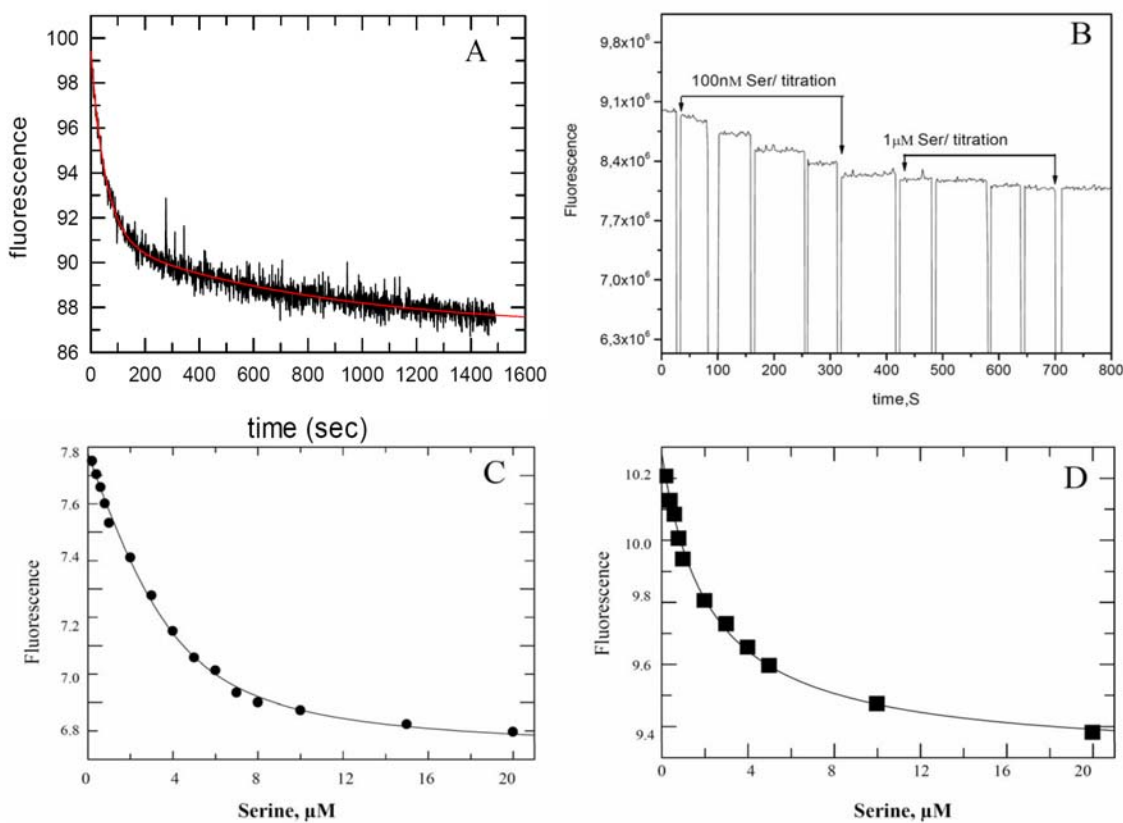 A
100
98
96
94
92
90
88
86
fluorescence
0 200 400 600 800 1000 1200 1400 1600
time (sec)
B
9,8x10⁶
9,1x10⁶
8,4x10⁶
7,7x10⁶
7,0x10⁶
6,3x10⁶
Fluorescence
100nM Ser/ titration
1µM Ser/ titration
0 100 200 300 400 500 600 700 800
time,S
C
7.8
7.6
7.4
7.2
7.0
6.8
Fluorescence
0 4 8 12 16 20
Serine, µM
D
10.2
10.0
9.8
9.6
9.4
Fluorescence
0 4 8 12 16 20
Serine, µM